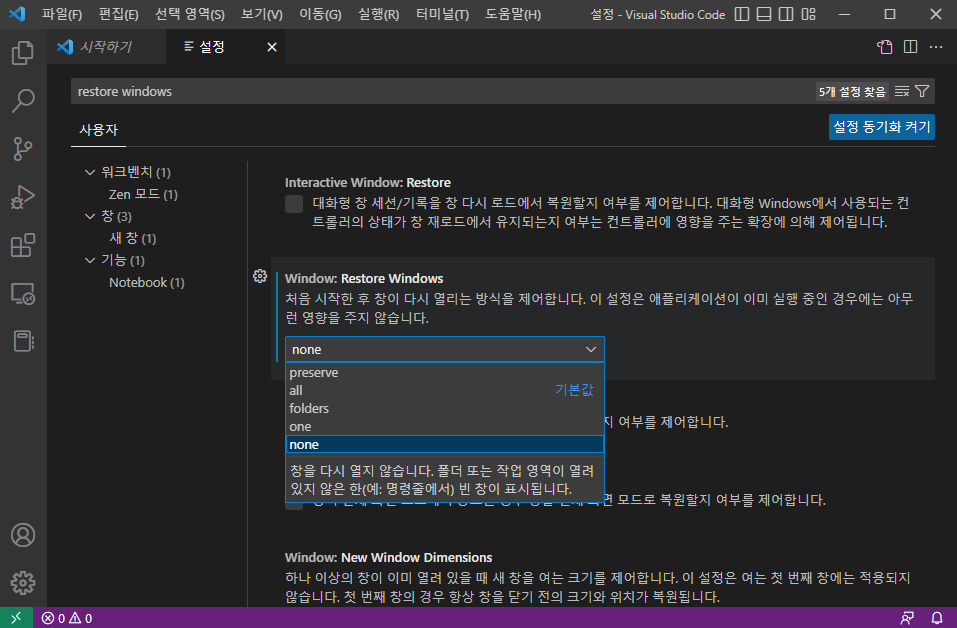 파일(F) 편집(E) 선택 영역(S) 보기(V) 이동(G) 실행(R) 터미널(T) 도움말(H) 설정 - Visual Studio Code
시작하기 설정
restore windows 5개 설정 찾음
사용자 설정 동기화 켜기
워크벤치 (1)
Zen 모드 (1)
창 (3)
새 창 (1)
기능 (1)
Notebook (1)
Interactive Window: Restore
대화형 창 세션/기록을 창 다시 로드에서 복원할지 여부를 제어합니다. 대화형 Windows에서 사용되는 컨
트롤러의 상태가 창 재로드에서 유지되는지 여부는 컨트롤러에 영향을 주는 확장에 의해 제어됩니다.
Window: Restore Windows
처음 시작한 후 창이 다시 열리는 방식을 제어합니다. 이 설정은 애플리케이션이 이미 실행 중인 경우에는 아무
런 영향을 주지 않습니다.
none
preserve
all 기본값
folders
one
none
창을 다시 열지 않습니다. 폴더 또는 작업 영역이 열려
있지 않은 한(예: 명령줄에서) 빈 창이 표시됩니다.
지 여부를 제어합니다.
면 모드로 복원할지 여부를 제어합니다.
Window: New Window Dimensions
하나 이상의 창이 이미 열려 있을 때 새 창을 여는 크기를 제어합니다. 이 설정은 여는 첫 번째 창에는 적용되지
않습니다. 첫 번째 창의 경우 항상 창을 닫기 전의 크기와 위치가 복원됩니다.
0 0